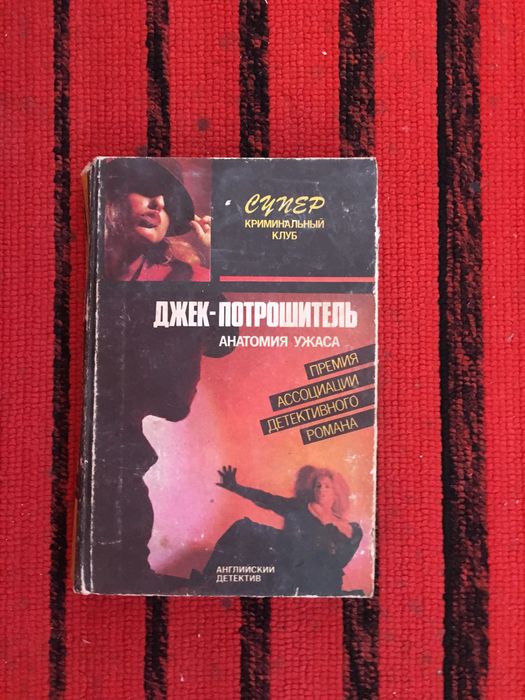 СУПЕР
КРИМИНАЛЬНЫЙ
КЛУБ
ДЖЕК-ПОТРОШИТЕЛЬ
АНАТОМИЯ УЖАСА
ПРЕМИЯ
АССОЦИАЦИИ
ДЕТЕКТИВНОГО
РОМАНА
АНГЛИЙСКИЙ
ДЕТЕКТИВ